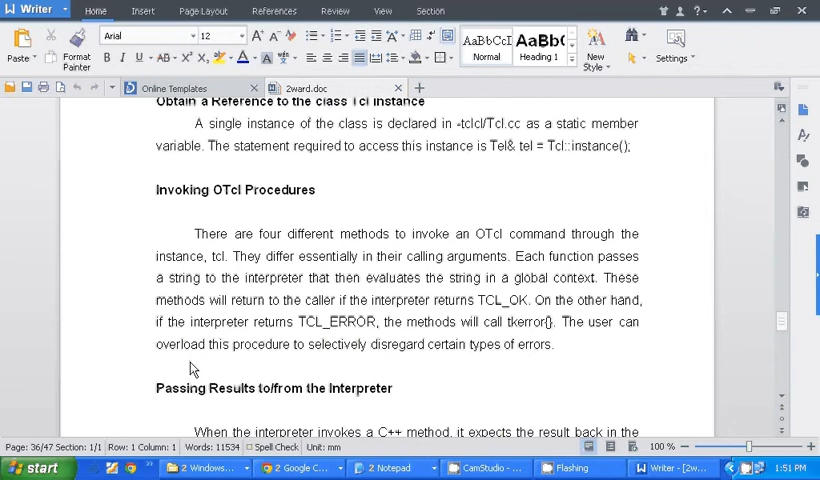 Writer
Home
Insert
Page Layout
References
Review
View
Section
Paste
Format
Painter
Arial
12
AaBbCcI
Normal
AaBb(
Heading 1
New
Style
Settings
Online Templates
2ward.doc
Obtain a Reference to the class Tcl instance
A single instance of the class is declared in -tclcl/Tcl.cc as a static member
variable. The statement required to access this instance is Tel& tel = Tcl::instance();
Invoking OTcl Procedures
There are four different methods to invoke an OTcl command through the
instance, tcl. They differ essentially in their calling arguments. Each function passes
a string to the interpreter that then evaluates the string in a global context. These
methods will return to the caller if the interpreter returns TCL_OK. On the other hand,
if the interpreter returns TCL_ERROR, the methods will call tkerror{}. The user can
overload this procedure to selectively disregard certain types of errors.
Passing Results to/from the Interpreter
When the interpreter invokes a C++ method, it expects the result back in the
Page: 36/47 Section: 1/1 Row: 1 Column: 1 Words: 11534 Spell Check Unit: mm
100 %
start
2 Windows...
2 Google C...
2 Notepad
CamStudio - ...
Flashing
Writer - [2w...
1:51 PM